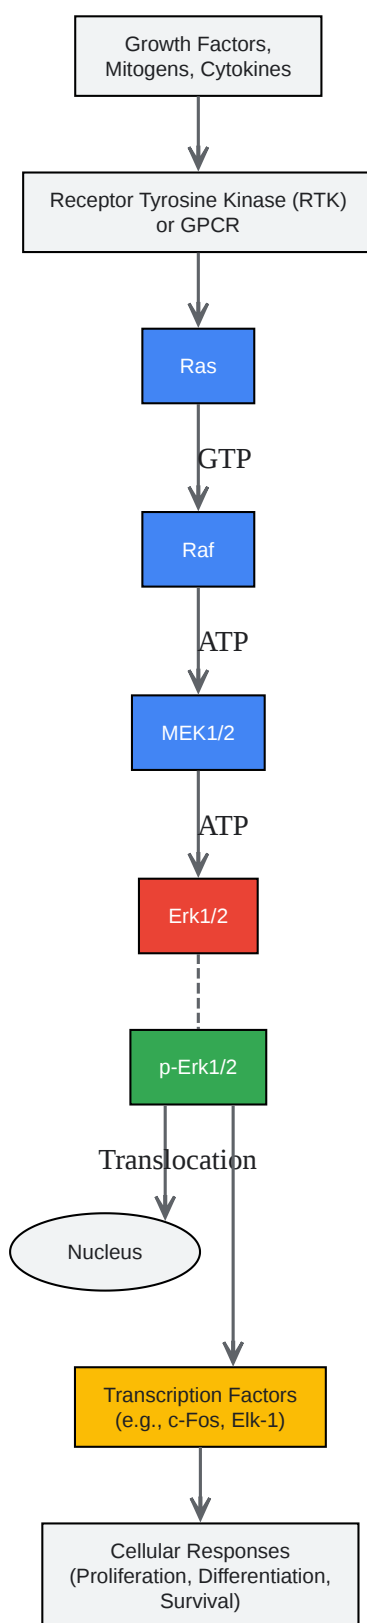 Growth Factors,
Mitogens, Cytokines
Receptor Tyrosine Kinase (RTK)
or GPCR
Ras
GTP
Raf
ATP
MEK1/2
ATP
Erk1/2
p-Erk1/2
Translocation
Nucleus
Transcription Factors
(e.g., c-Fos, Elk-1)
Cellular Responses
(Proliferation, Differentiation,
Survival)